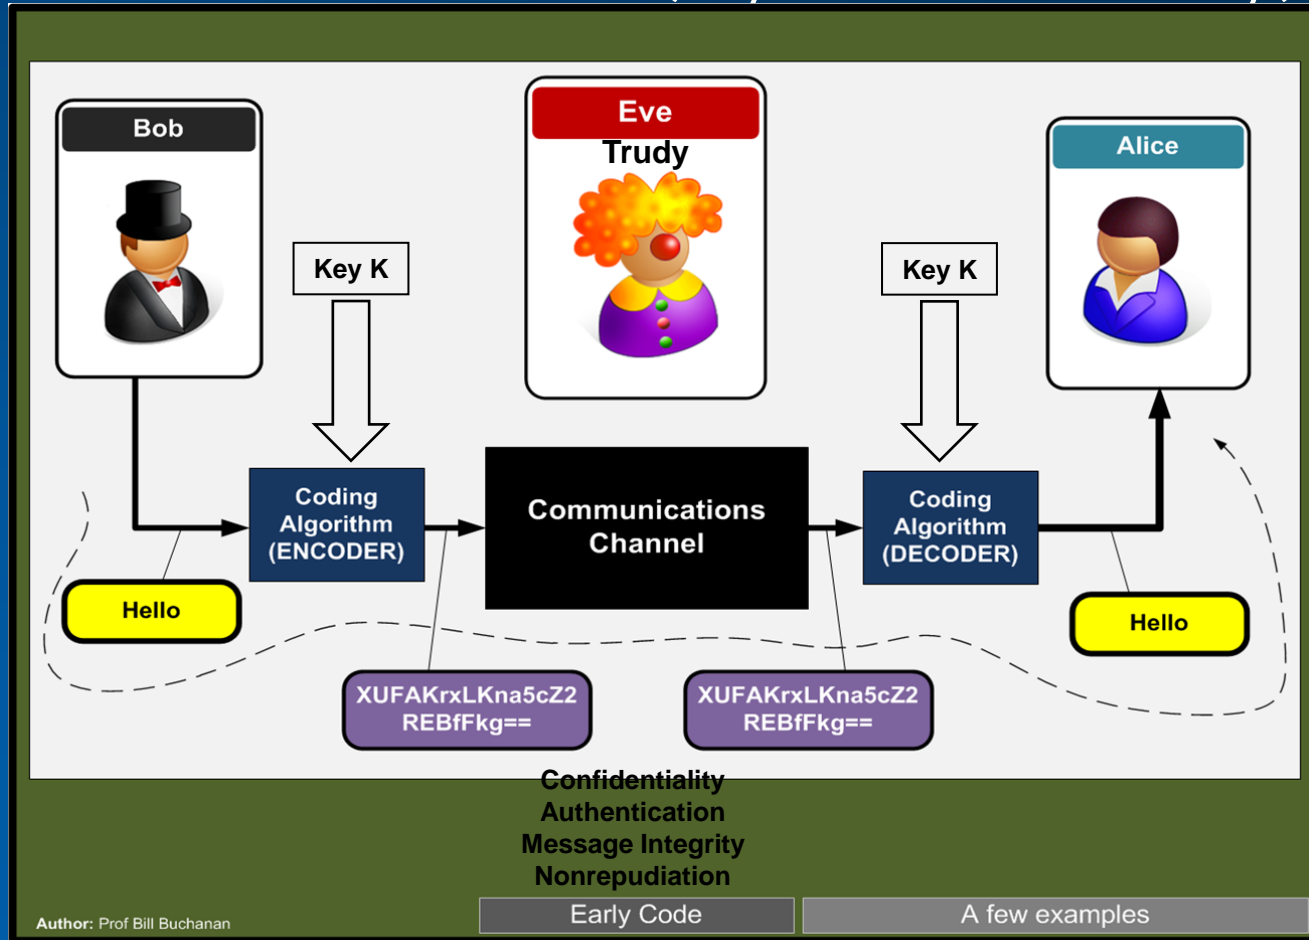 Bob
Eve
Trudy
Alice
Key K
Key K
Coding
Algorithm
(ENCODER)
Communications
Channel
Coding
Algorithm
(DECODER)
Hello
Hello
XUFAKrxLKna5cZ2
REBfFkg==
XUFAKrxLKna5cZ2
REBfFkg==
Confidentiality
Authentication
Message Integrity
Nonrepudiation
Author: Prof Bill Buchanan
Early Code
A few examples